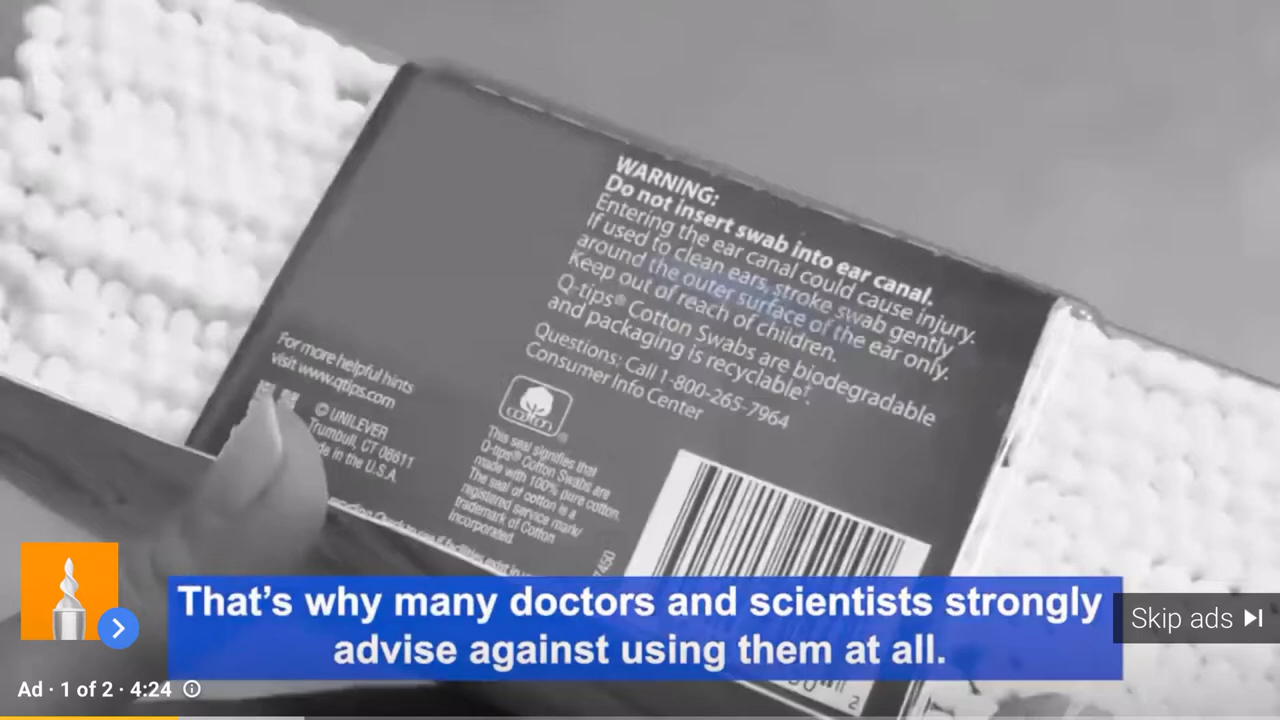 WARNING:
Do not insert swab into ear canal.
Entering the ear canal could cause injury.
If used to clean ears, stroke swab gently
around the outer surface of the ear only.
Keep out of reach of children.
Q-tips® Cotton Swabs are biodegradable
and packaging is recyclable†.
Questions: Call 1-800-265-7964
Consumer Info Center
For more helpful hints
visit www.qtips.com
© UNILEVER
Trumbull, CT 06611
in the U.S.A.
cotton ®
This seal signifies that
Q-tips® Cotton Swabs are
made with 100% pure cotton.
The seal of cotton is a
registered service mark/
trademark of Cotton
Incorporated.
That's why many doctors and scientists strongly
advise against using them at all.
Skip ads
Ad · 1 of 2 · 4:24